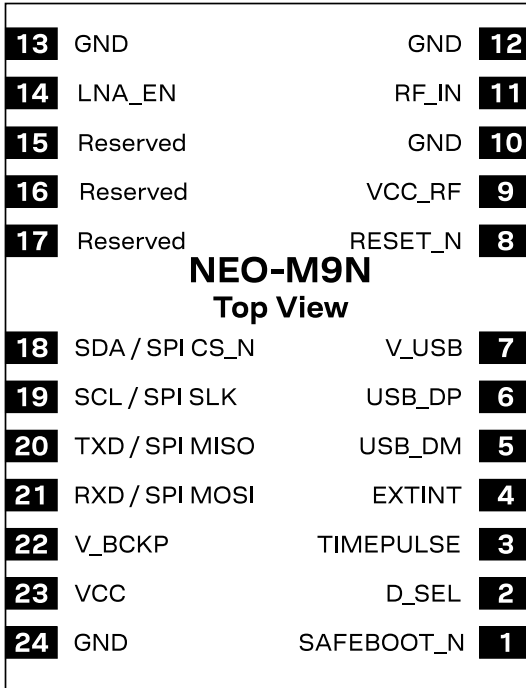 13 GND GND 12
14 LNA_EN RF_IN 11
15 Reserved GND 10
16 Reserved VCC_RF 9
17 Reserved RESET_N 8
NEO-M9N
Top View
18 SDA / SPI CS_N V_USB 7
19 SCL / SPI SLK USB_DP 6
20 TXD / SPI MISO USB_DM 5
21 RXD / SPI MOSI EXTINT 4
22 V_BCKP TIMEPULSE 3
23 VCC D_SEL 2
24 GND SAFEBOOT_N 1